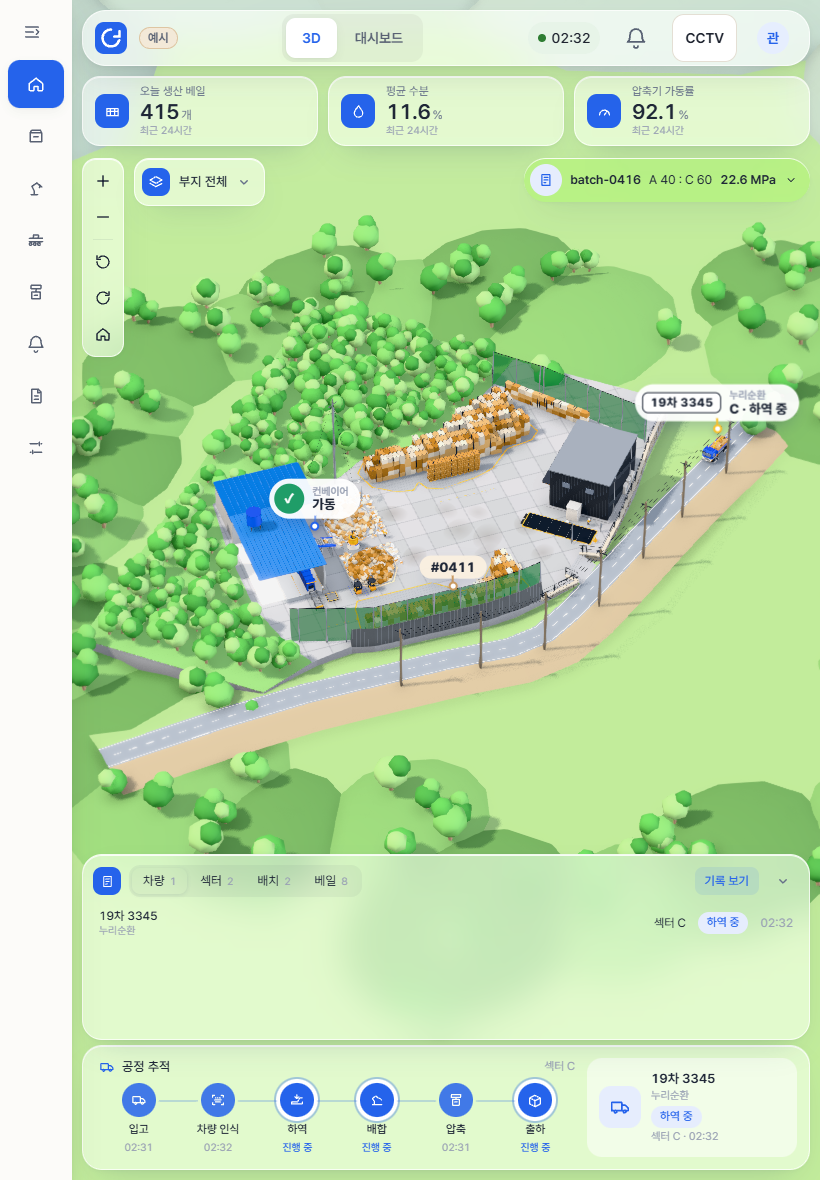 예시
3D
대시보드
02:32
CCTV
관
오늘 생산 베일
415개
최근 24시간
평균 수분
11.6%
최근 24시간
압축기 가동률
92.1%
최근 24시간
부지 전체
batch-0416 A 40 : C 60 22.6 MPa
19차 3345
누리순환
C · 하역 중
컨베이어
가동
#0411
차량 1
섹터 2
배치 2
베일 8
기록 보기
19차 3345
누리순환
섹터 C
하역 중
02:32
공정 추적
섹터 C
입고
02:31
차량 인식
02:32
하역
진행 중
배합
진행 중
압축
02:31
출하
진행 중
19차 3345
누리순환
하역 중
섹터 C · 02:32